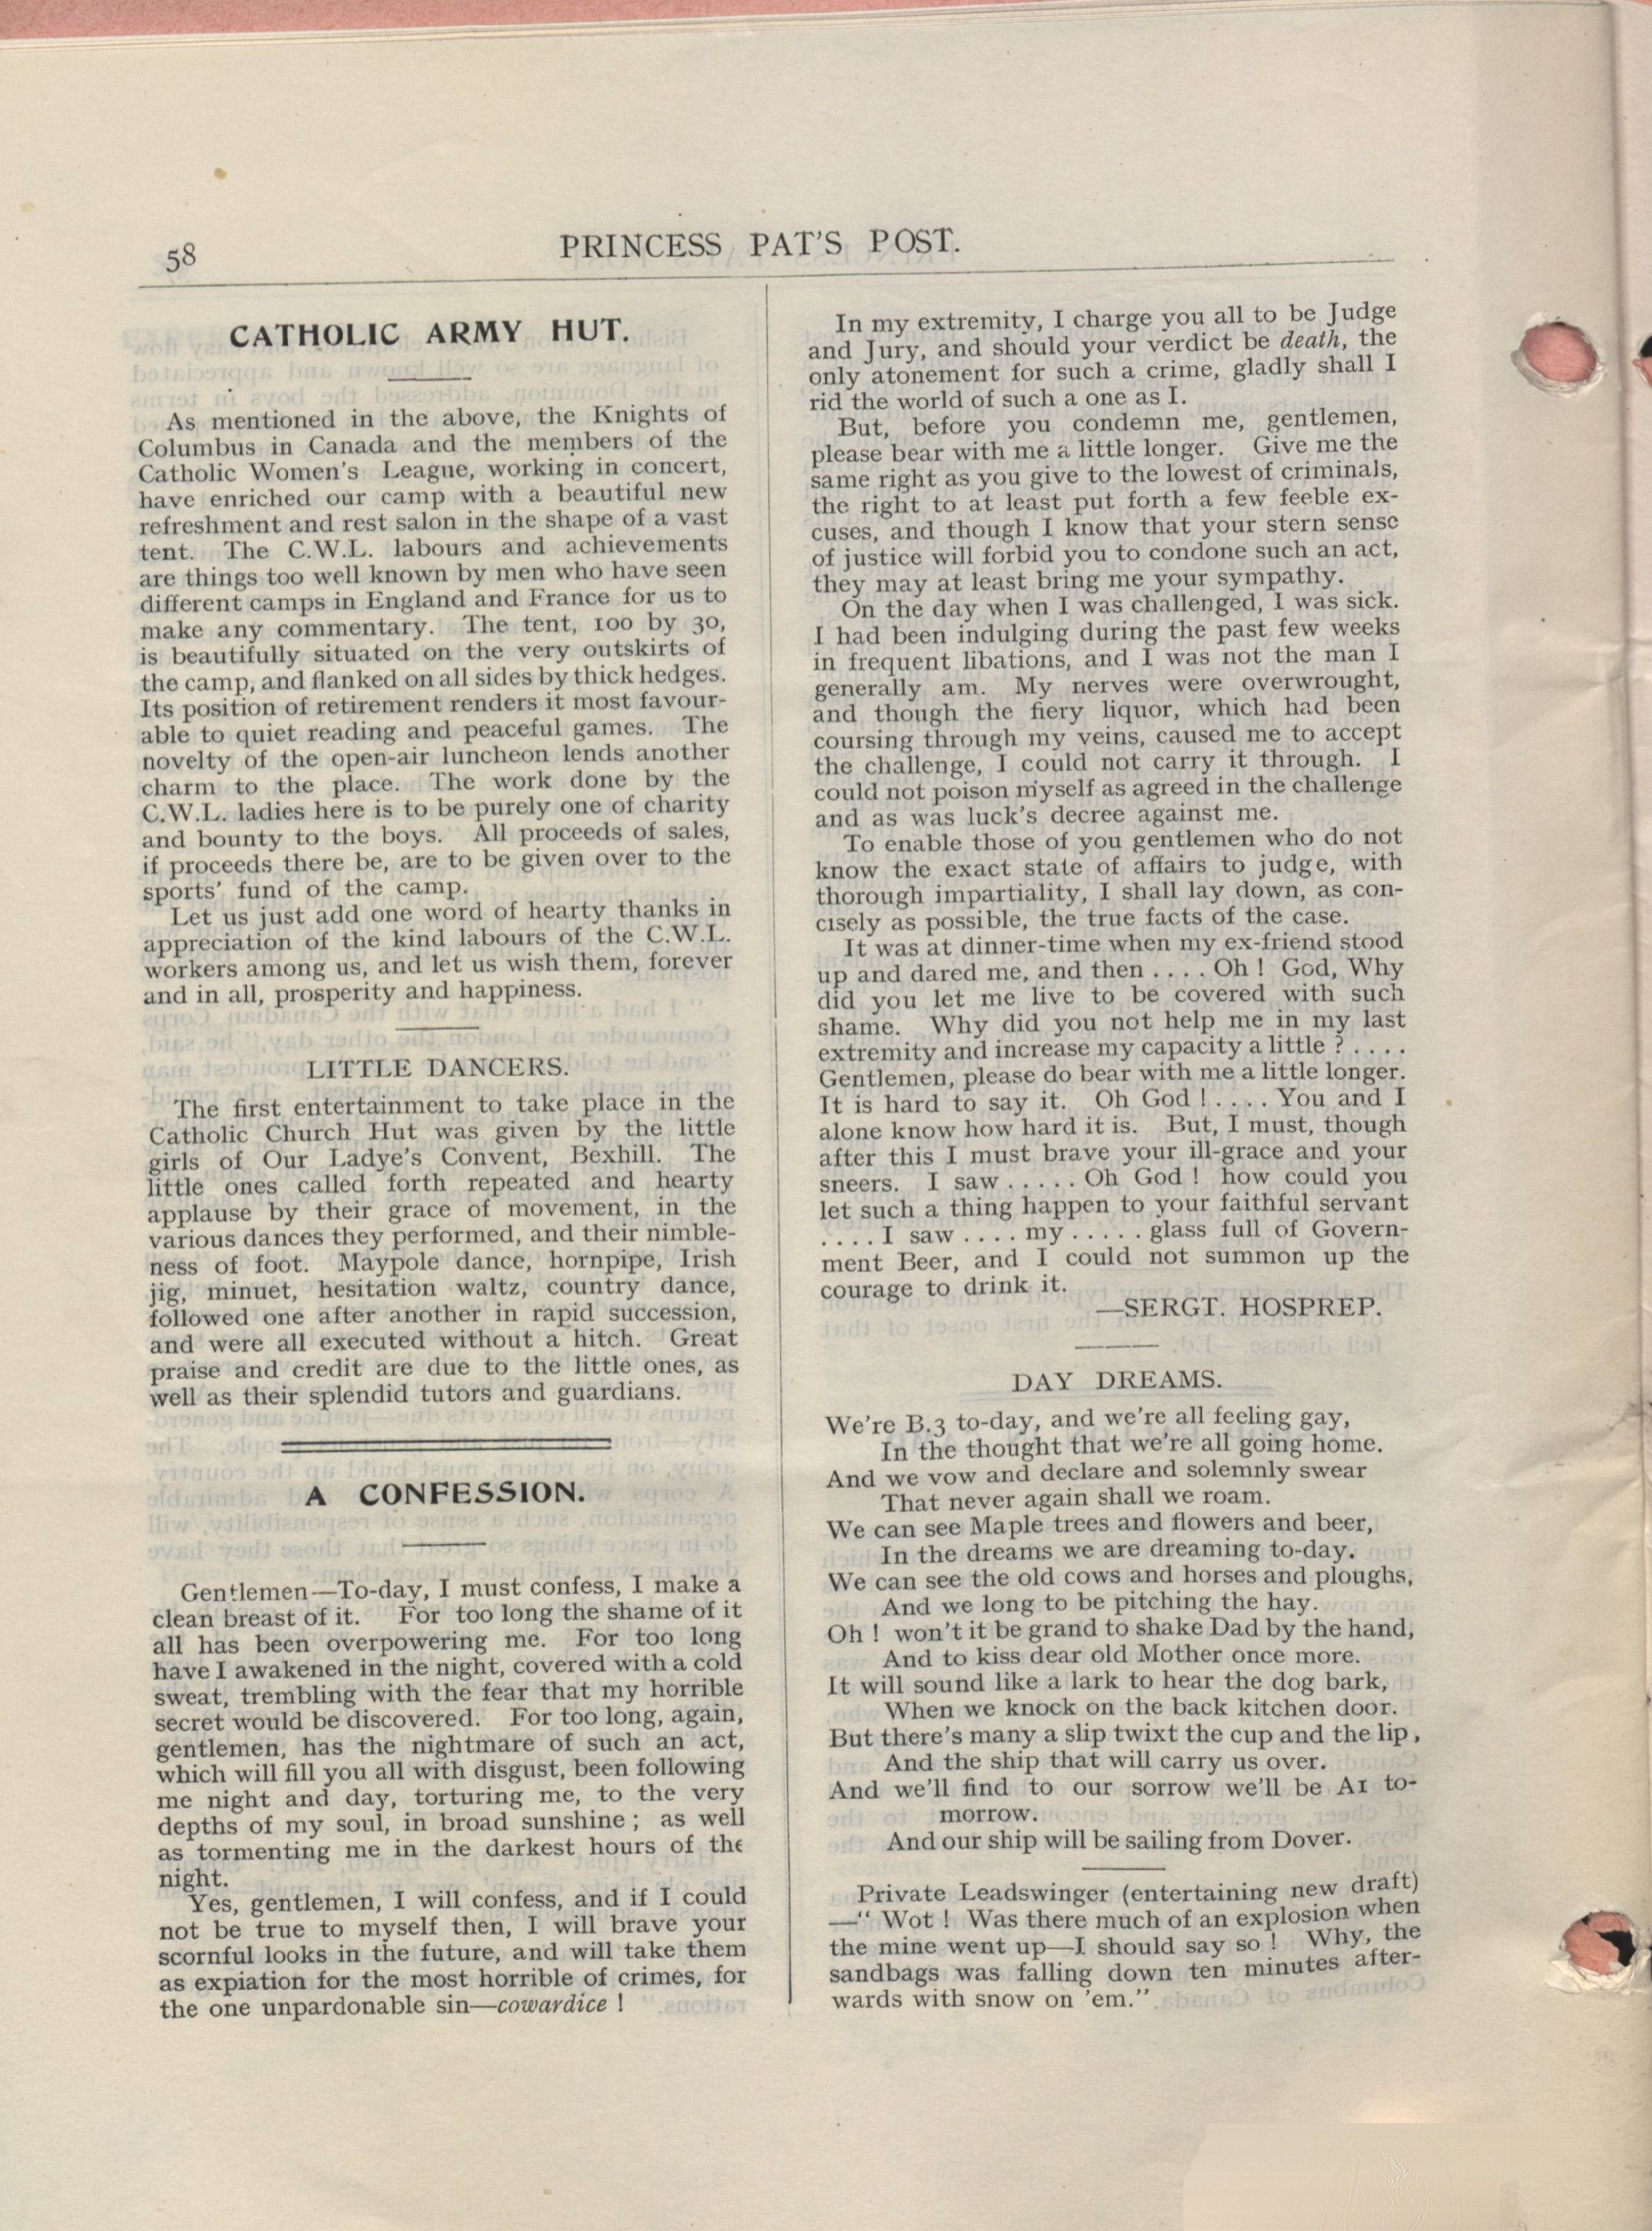 58
PRINCESS PAT'S POST.
CATHOLIC ARMY HUT.
As mentioned in the above, the Knights of
Columbus in Canada and the members of the
Catholic Women's League, working in concert,
have enriched our camp with a beautiful new
refreshment and rest salon in the shape of a vast
tent. The C.W.L. labours and achievements
are things too well known by men who have seen
different camps in England and France for us to
make any commentary. The tent, 100 by 30,
is beautifully situated on the very outskirts of
the camp, and flanked on all sides by thick hedges.
Its position of retirement renders it most favour-
able to quiet reading and peaceful games. The
novelty of the open-air luncheon lends another
charm to the place. The work done by the
C.W.L. ladies here is to be purely one of charity
and bounty to the boys. All proceeds of sales,
if proceeds there be, are to be given over to the
sports' fund of the camp.
Let us just add one word of hearty thanks in
appreciation of the kind labours of the C.W.L.
workers among us, and let us wish them, forever
and in all, prosperity and happiness.
LITTLE DANCERS.
The first entertainment to take place in the
Catholic Church Hut was given by the little
girls of Our Ladye's Convent, Bexhill. The
little ones called forth repeated and hearty
applause by their grace of movement, in the
various dances they performed, and their nimble-
ness of foot. Maypole dance, hornpipe, Irish
jig, minuet, hesitation waltz, country dance,
followed one after another in rapid succession,
and were all executed without a hitch. Great
praise and credit are due to the little ones, as
well as their splendid tutors and guardians.
A CONFESSION.
Gentlemen—To-day, I must confess, I make a
clean breast of it. For too long the shame of it
all has been overpowering me. For too long
have I awakened in the night, covered with a cold
sweat, trembling with the fear that my horrible
secret would be discovered. For too long, again,
gentlemen, has the nightmare of such an act,
which will fill you all with disgust, been following
me night and day, torturing me, to the very
depths of my soul, in broad sunshine; as well
as tormenting me in the darkest hours of the
night.
Yes, gentlemen, I will confess, and if I could
not be true to myself then, I will brave your
scornful looks in the future, and will take them
as expiation for the most horrible of crimes, for
the one unpardonable sin—cowardice !
In my extremity, I charge you all to be Judge
and Jury, and should your verdict be death, the
only atonement for such a crime, gladly shall I
rid the world of such a one as I.
But, before you condemn me, gentlemen,
please bear with me a little longer. Give me the
same right as you give to the lowest of criminals,
the right to at least put forth a few feeble ex-
cuses, and though I know that your stern sense
of justice will forbid you to condone such an act,
they may at least bring me your sympathy.
On the day when I was challenged, I was sick.
I had been indulging during the past few weeks
in frequent libations, and I was not the man I
generally am. My nerves were overwrought,
and though the fiery liquor, which had been
coursing through my veins, caused me to accept
the challenge, I could not carry it through. I
could not poison myself as agreed in the challenge
and as was luck's decree against me.
To enable those of you gentlemen who do not
know the exact state of affairs to judge, with
thorough impartiality, I shall lay down, as con-
cisely as possible, the true facts of the case.
It was at dinner-time when my ex-friend stood
up and dared me, and then .... Oh ! God, Why
did you let me live to be covered with such
shame. Why did you not help me in my last
extremity and increase my capacity a little ? ....
Gentlemen, please do bear with me a little longer.
It is hard to say it. Oh God ! .... You and I
alone know how hard it is. But, I must, though
after this I must brave your ill-grace and your
sneers. I saw ..... Oh God ! how could you
let such a thing happen to your faithful servant
.... I saw .... my ..... glass full of Govern-
ment Beer, and I could not summon up the
courage to drink it.
—SERGT. HOSPREP.
DAY DREAMS.
We're B.3 to-day, and we're all feeling gay,
In the thought that we're all going home.
And we vow and declare and solemnly swear
That never again shall we roam.
We can see Maple trees and flowers and beer,
In the dreams we are dreaming to-day.
We can see the old cows and horses and ploughs,
And we long to be pitching the hay.
Oh ! won't it be grand to shake Dad by the hand,
And to kiss dear old Mother once more.
It will sound like a lark to hear the dog bark,
When we knock on the back kitchen door.
But there's many a slip twixt the cup and the lip,
And the ship that will carry us over.
And we'll find to our sorrow we'll be A1 to-
morrow.
And our ship will be sailing from Dover.
Private Leadswinger (entertaining new draft)
—" Wot ! Was there much of an explosion when
the mine went up—I should say so ! Why, the
sandbags was falling down ten minutes after-
wards with snow on 'em."